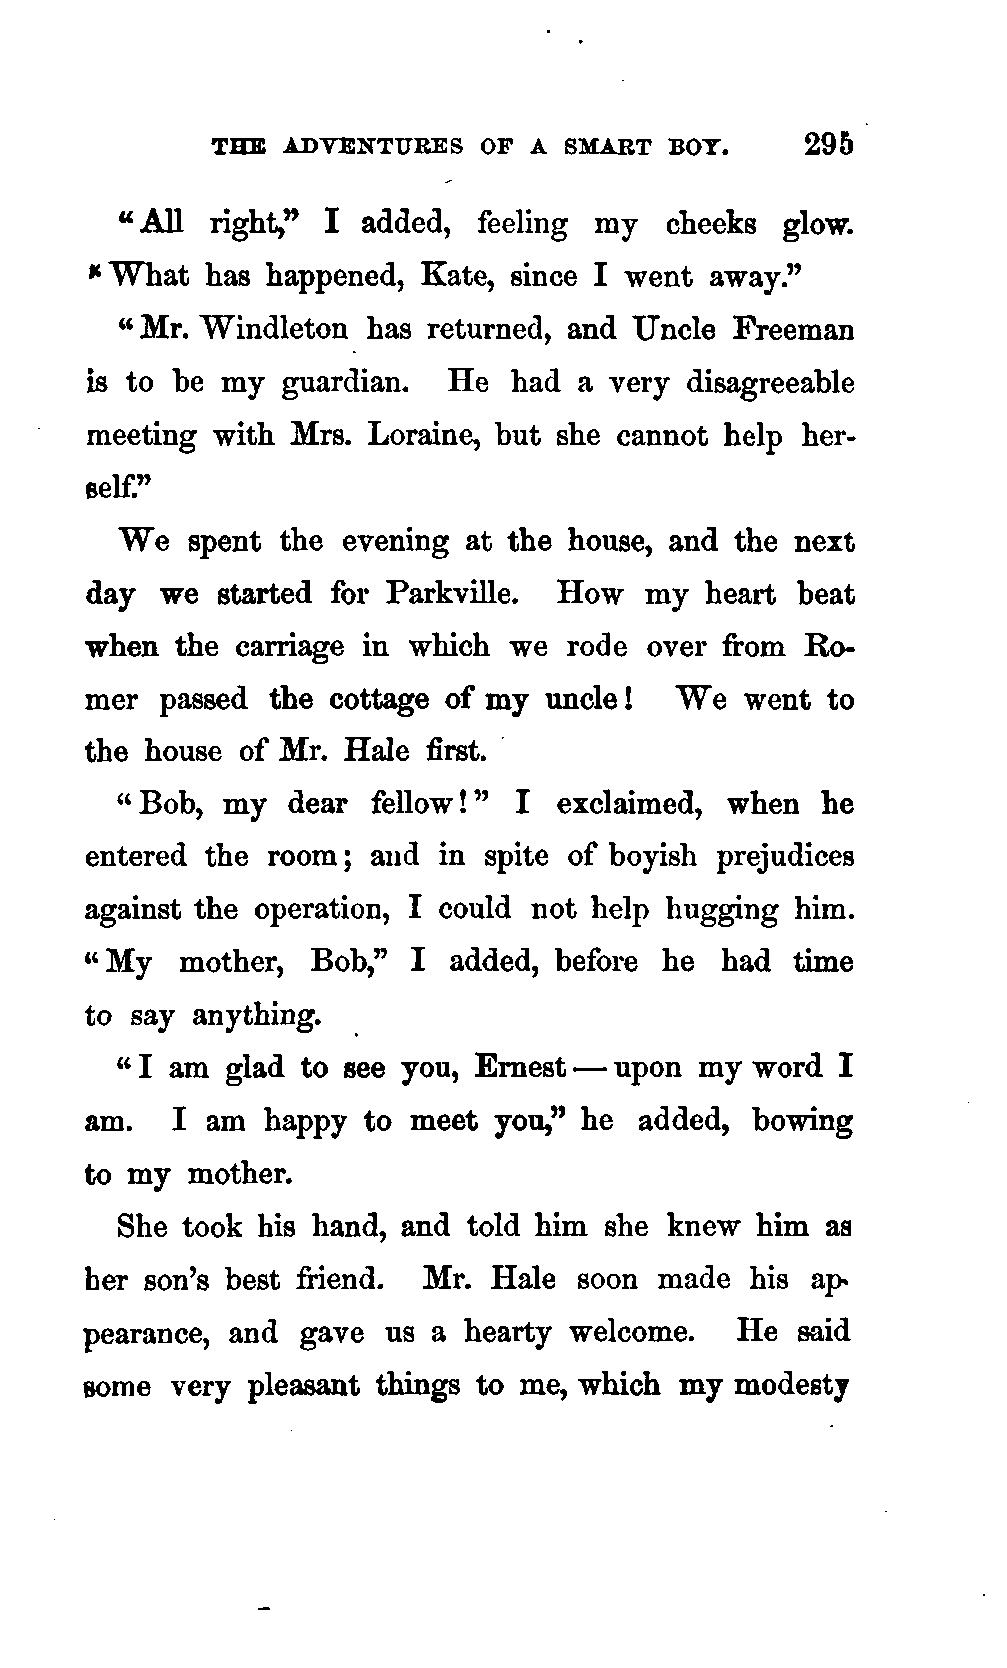 THE ADVENTURES OF A SMART BOY. 295
"All right," I added, feeling my cheeks glow.
"What has happened, Kate, since I went away."
"Mr. Windleton has returned, and Uncle Freeman
is to be my guardian. He had a very disagreeable
meeting with Mrs. Loraine, but she cannot help her-
self."
We spent the evening at the house, and the next
day we started for Parkville. How my heart beat
when the carriage in which we rode over from Ro-
mer passed the cottage of my uncle! We went to
the house of Mr. Hale first.
"Bob, my dear fellow!" I exclaimed, when he
entered the room; and in spite of boyish prejudices
against the operation, I could not help hugging him.
"My mother, Bob," I added, before he had time
to say anything.
"I am glad to see you, Ernest — upon my word I
am. I am happy to meet you," he added, bowing
to my mother.
She took his hand, and told him she knew him as
her son's best friend. Mr. Hale soon made his ap-
pearance, and gave us a hearty welcome. He said
some very pleasant things to me, which my modesty